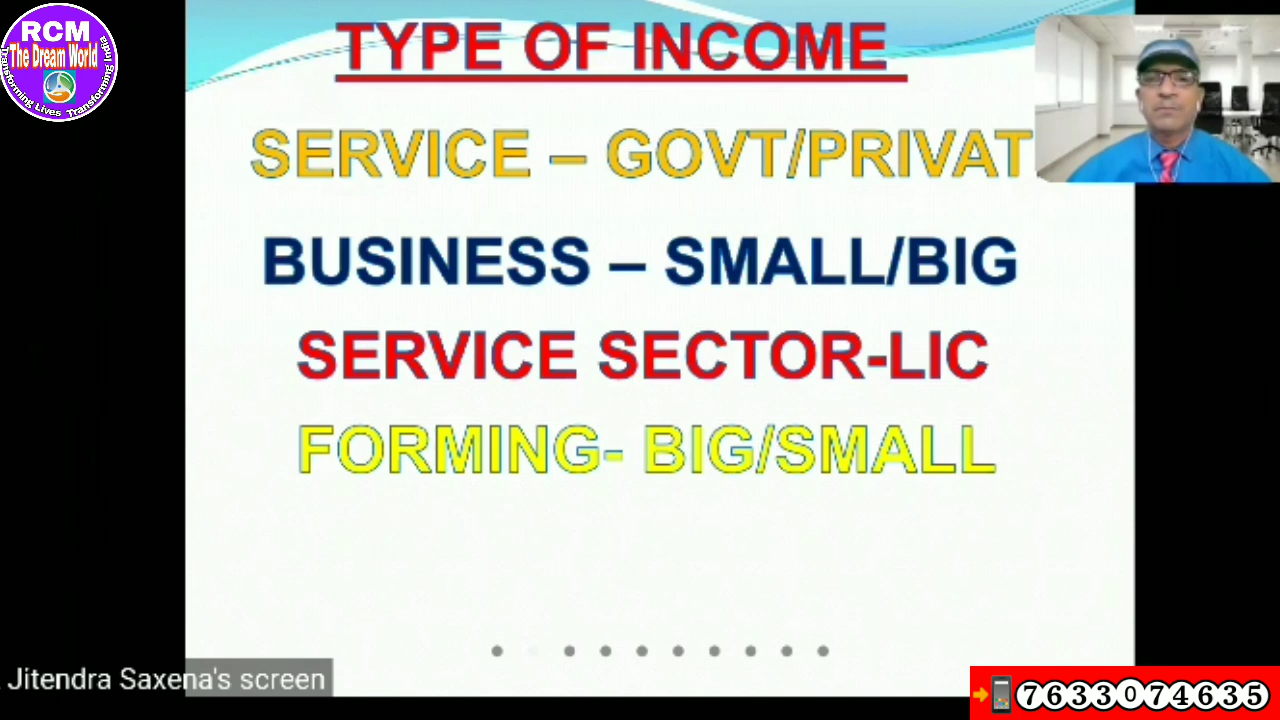 RCM
The Dream World
Transforming Lives Transforming India
TYPE OF INCOME
SERVICE – GOVT/PRIVAT
BUSINESS – SMALL/BIG
SERVICE SECTOR-LIC
FORMING- BIG/SMALL
Jitendra Saxena's screen
7633074635